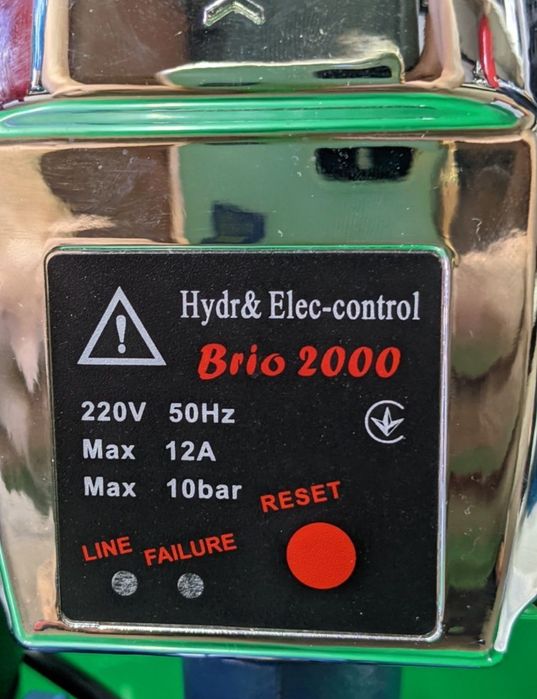 Hydr& Elec-control
Brio 2000
220V 50Hz
Max 12A
Max 10bar
RESET
LINE FAILURE